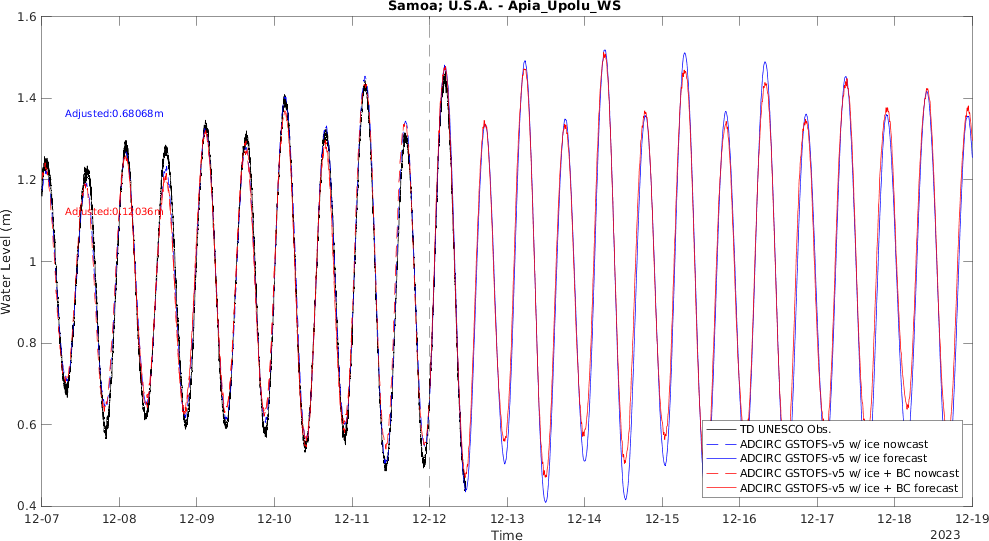 Samoa; U.S.A. - Apia_Upolu_WS
1.6
1.4
1.2
1
0.8
0.6
0.4
Water Level (m)
Adjusted:0.68068m
Adjusted:0.12036m
TD UNESCO Obs.
ADCIRC GSTOFS-v5 w/ ice nowcast
ADCIRC GSTOFS-v5 w/ ice forecast
ADCIRC GSTOFS-v5 w/ ice + BC nowcast
ADCIRC GSTOFS-v5 w/ ice + BC forecast
12-07 12-08 12-09 12-10 12-11 12-12 12-13 12-14 12-15 12-16 12-17 12-18 12-19
Time
2023